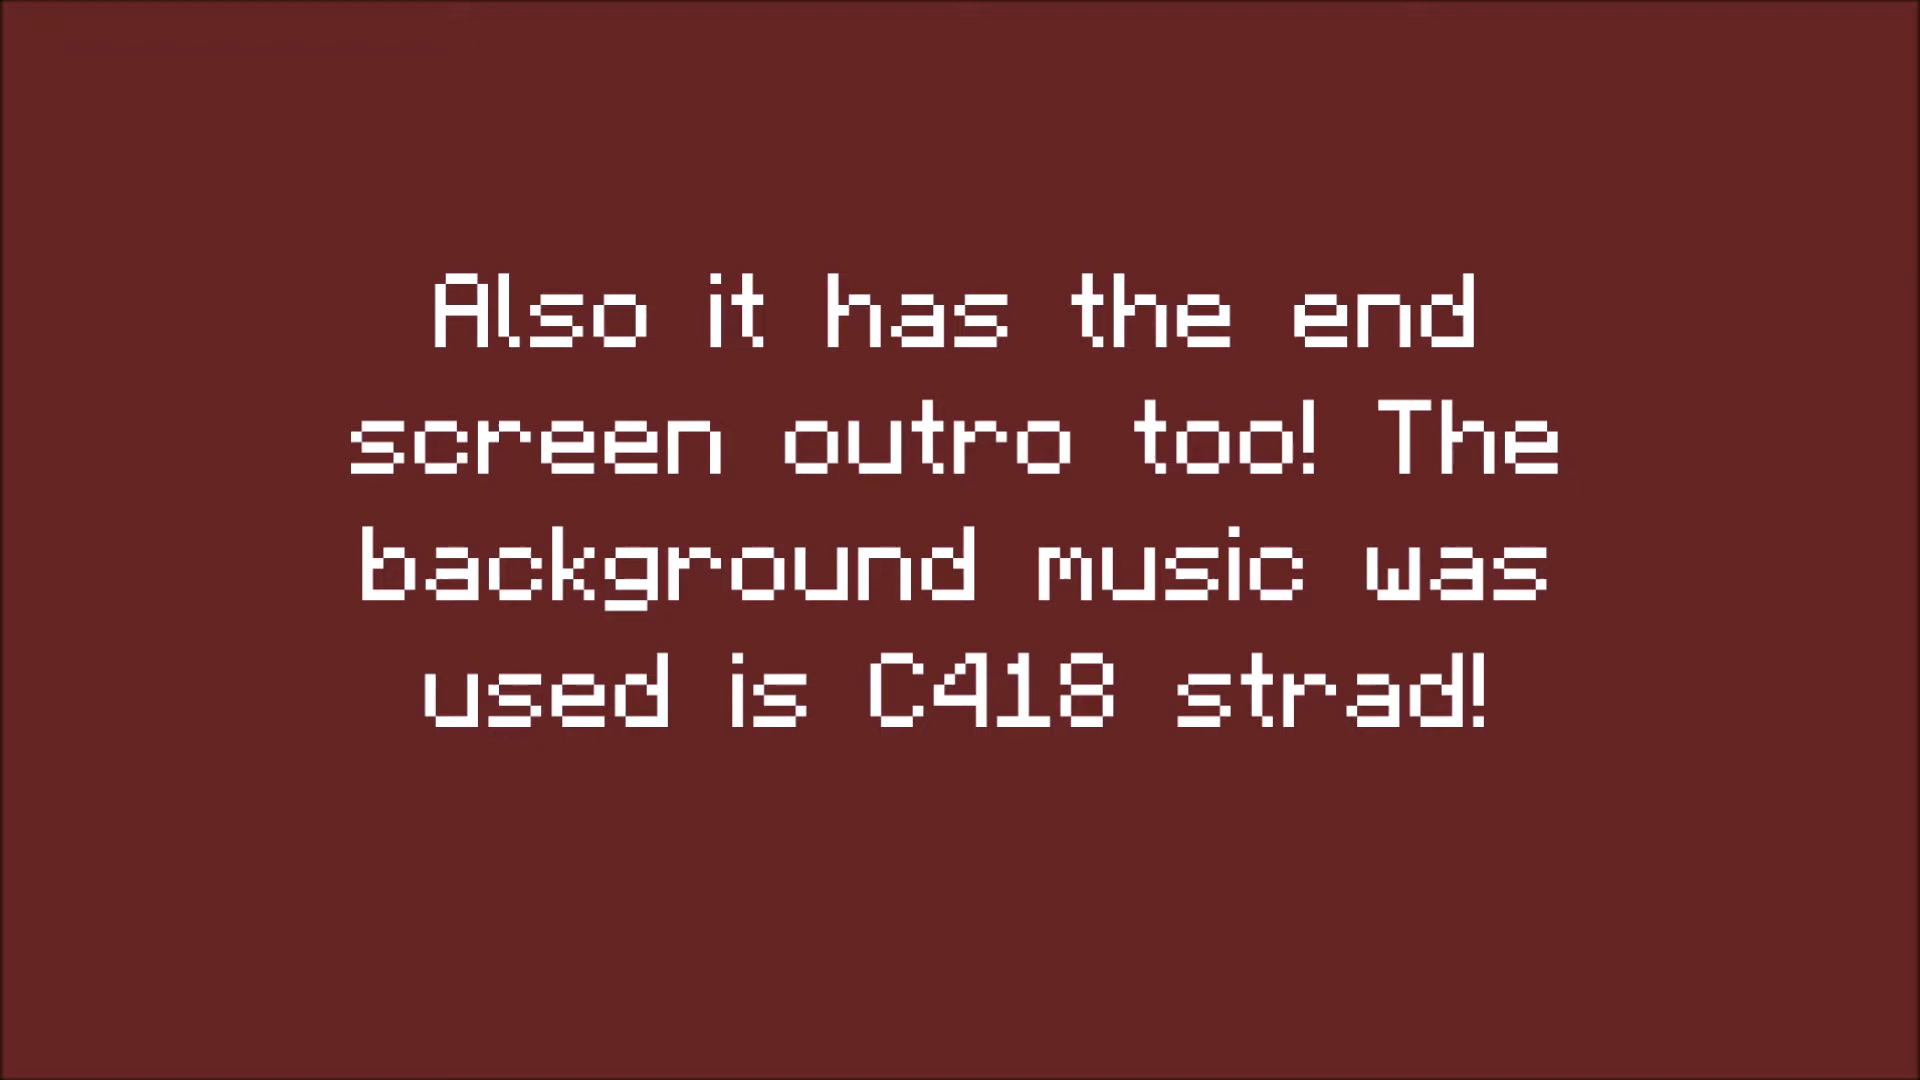 Also it has the end
screen outro too! The
background music was
used is C418 strad!